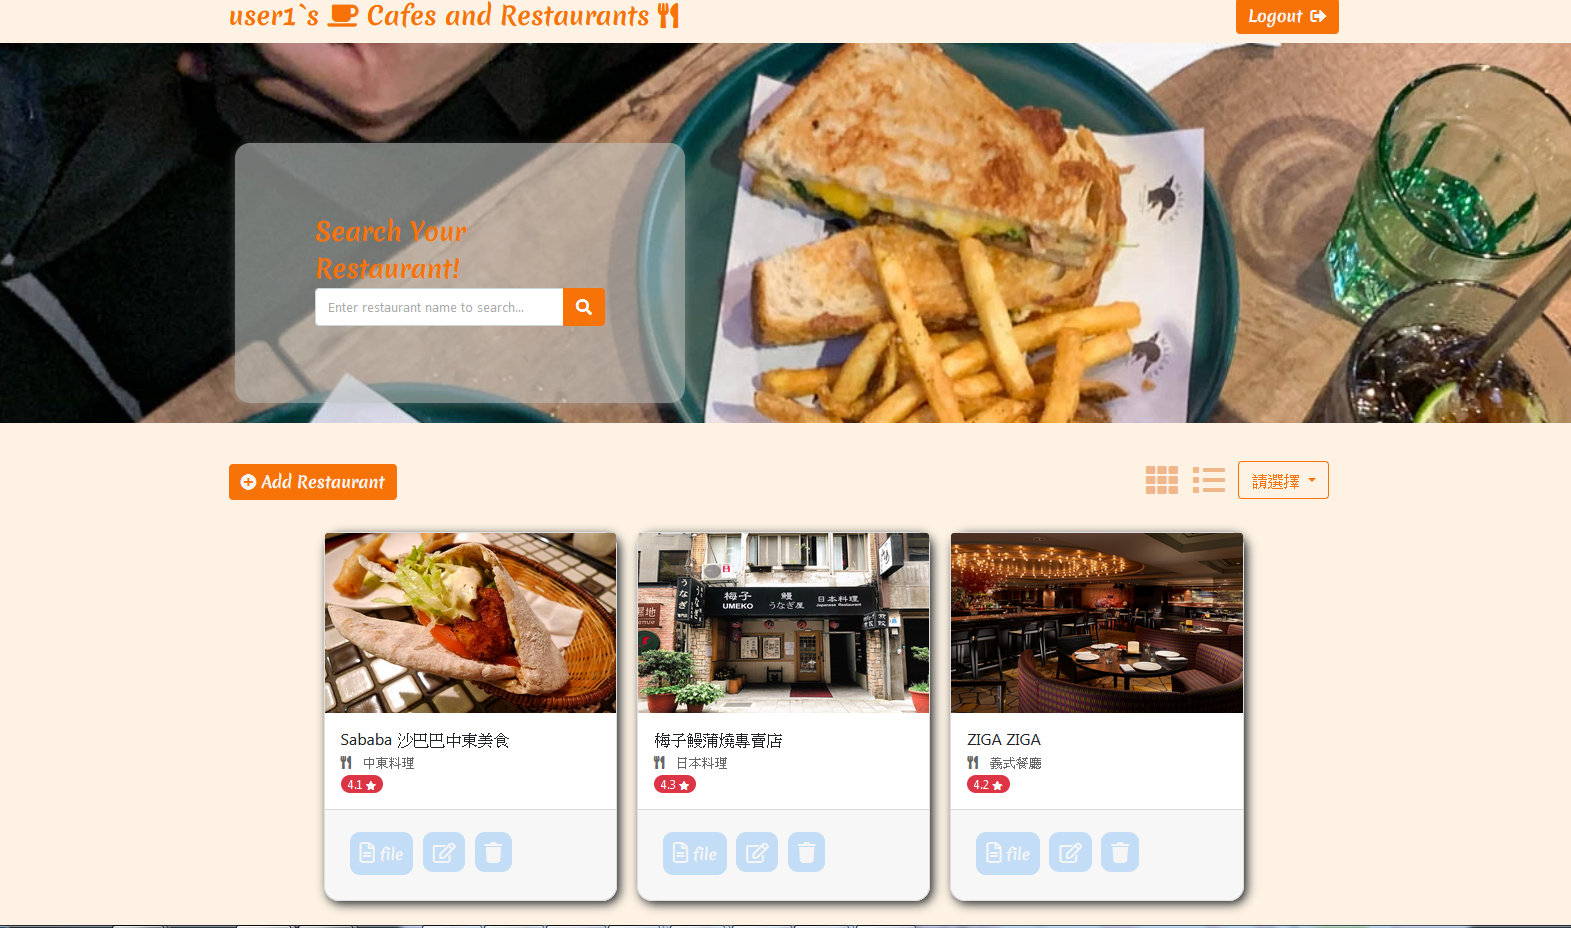 user1`s Cafes and Restaurants
Logout
Search Your
Restaurant!
Enter restaurant name to search...
Add Restaurant
請選擇
梅子
UMEKO
鰻
うなぎ屋
日本料理
Japanese Restaurant
うなぎ
Sababa 沙巴巴中東美食
中東料理
4.1
file
梅子鰻蒲燒專賣店
日本料理
4.3
file
ZIGA ZIGA
義式餐廳
4.2
file